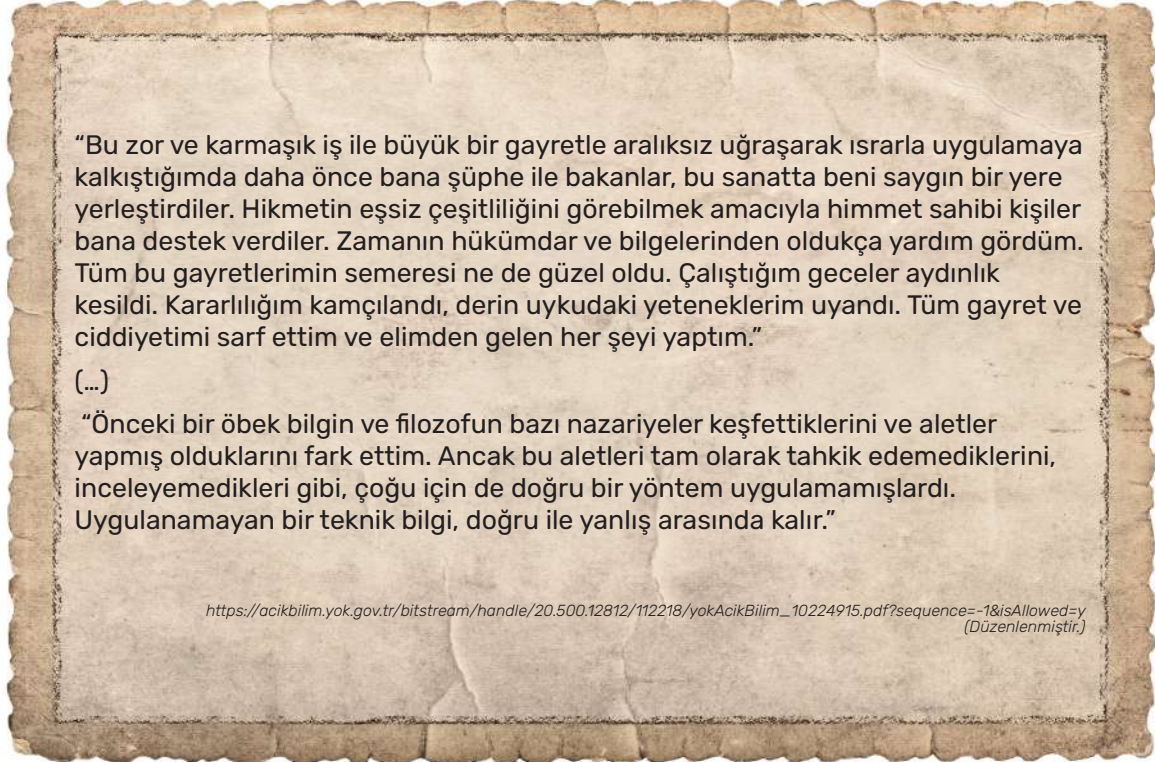 “Bu zor ve karmaşık iş ile büyük bir gayretle aralıksız uğraşarak ısrarla uygulamaya
kalkıştığımda daha önce bana şüphe ile bakanlar, bu sanatta beni saygın bir yere
yerleştirdiler. Hikmetin eşsiz çeşitliliğini görebilmek amacıyla himmet sahibi kişiler
bana destek verdiler. Zamanın hükümdar ve bilgelerinden oldukça yardım gördüm.
Tüm bu gayretlerimin semeresi ne de güzel oldu. Çalıştığım geceler aydınlık
kesildi. Kararlılığım kamçılandı, derin uykudaki yeteneklerim uyandı. Tüm gayret ve
ciddiyetimi sarf ettim ve elimden gelen her şeyi yaptım.”
(...)
“Önceki bir öbek bilgin ve filozofun bazı nazariyeler keşfettiklerini ve aletler
yapmış olduklarını fark ettim. Ancak bu aletleri tam olarak tahkik edemediklerini,
inceleyemedikleri gibi, çoğu için de doğru bir yöntem uygulamamışlardı.
Uygulanamayan bir teknik bilgi, doğru ile yanlış arasında kalır.”
https://acikbilim.yok.gov.tr/bitstream/handle/20.500.12812/112218/yokAcikBilim_10224915.pdf?sequence=-1&isAllowed=y
(Düzenlenmiştir.)